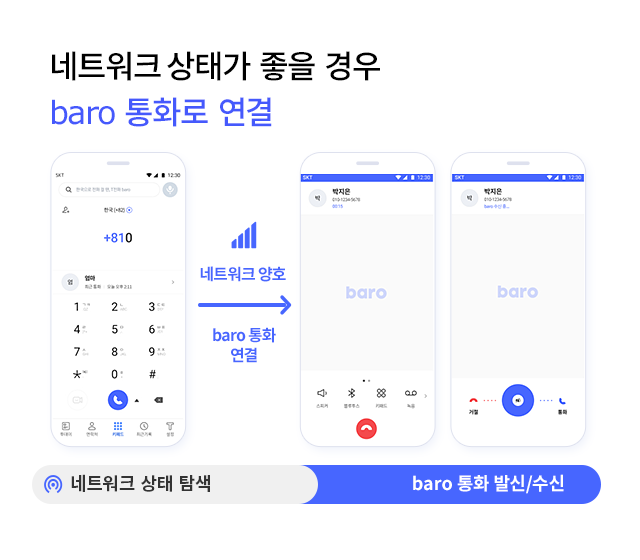 네트워크 상태가 좋을 경우
baro 통화로 연결
SKT 12:30
한국으로 전화 올 땐, T전화 baro
한국 (+82)
+810
엄 엄마
최근 통화 오늘 오후 2:11
1 2 3
4 5 6
7 8 9
* 0 #
투데이 연락처 키패드 최근기록 설정
네트워크 양호
baro 통화
연결
SKT 12:30
박 박지은
010-1234-5678
00:15
baro
스피커 블루투스 키패드 녹음
SKT 12:30
박 박지은
010-1234-5678
baro 수신 중...
baro
거절 통화
네트워크 상태 탐색
baro 통화 발신/수신